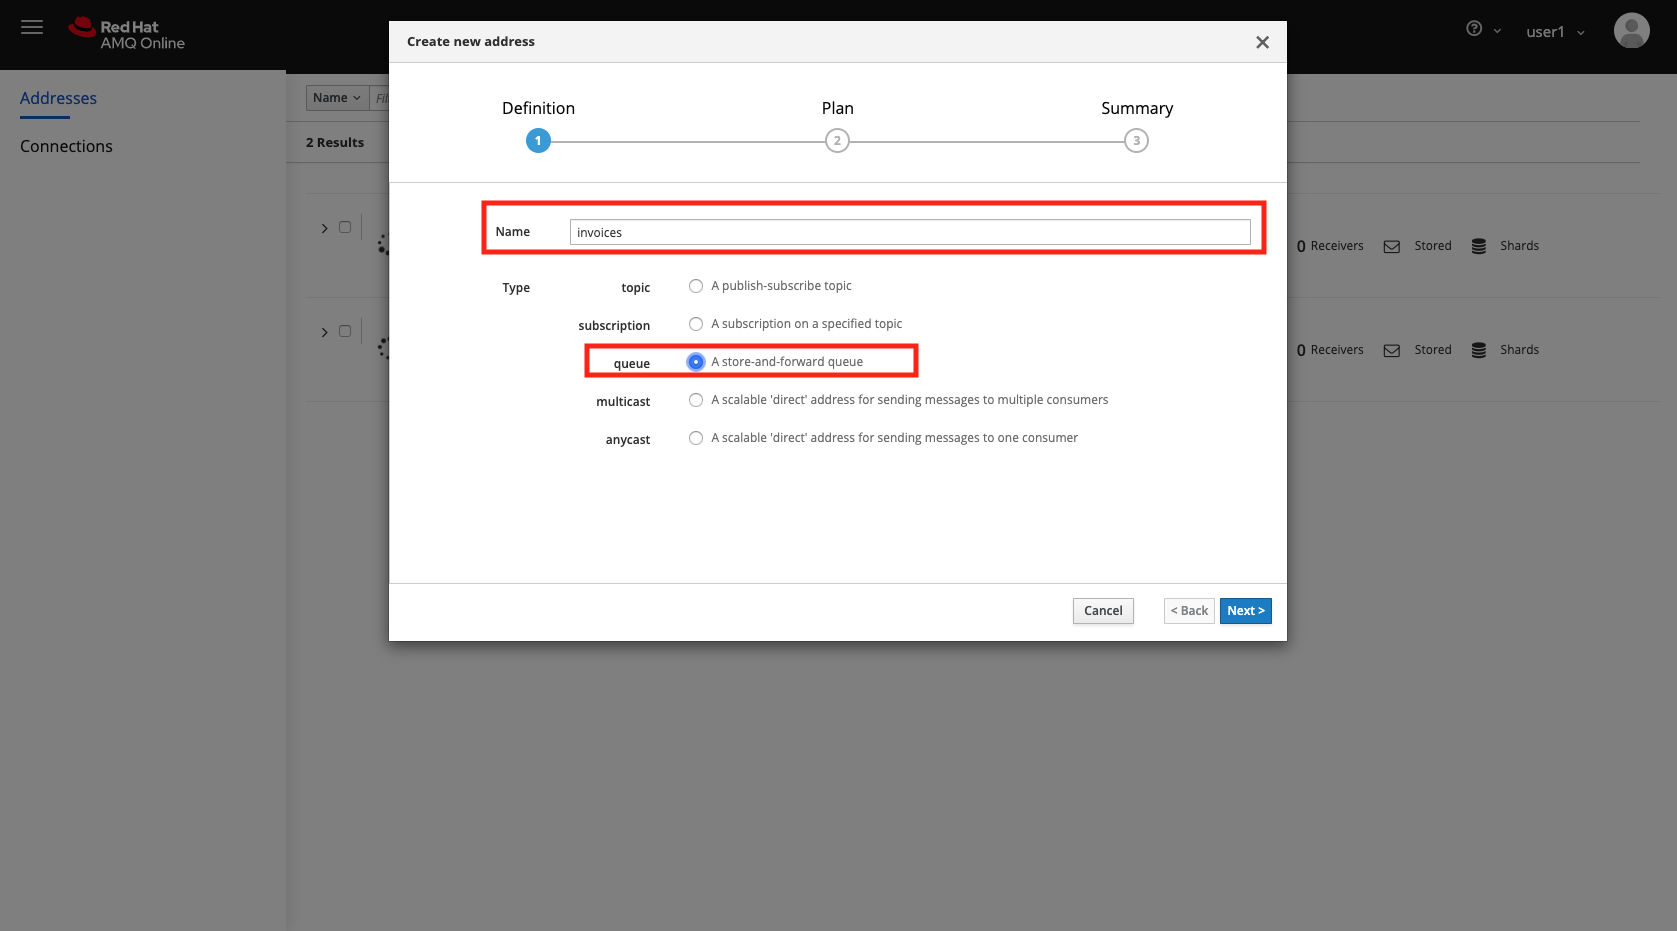 Red Hat
AMQ Online
user1
Addresses
Connections
Name
2 Results
0 Receivers Stored Shards
0 Receivers Stored Shards
Create new address
Definition Plan Summary
1 2 3
Name invoices
Type topic A publish-subscribe topic
subscription A subscription on a specified topic
queue A store-and-forward queue
multicast A scalable 'direct' address for sending messages to multiple consumers
anycast A scalable 'direct' address for sending messages to one consumer
Cancel < Back Next >